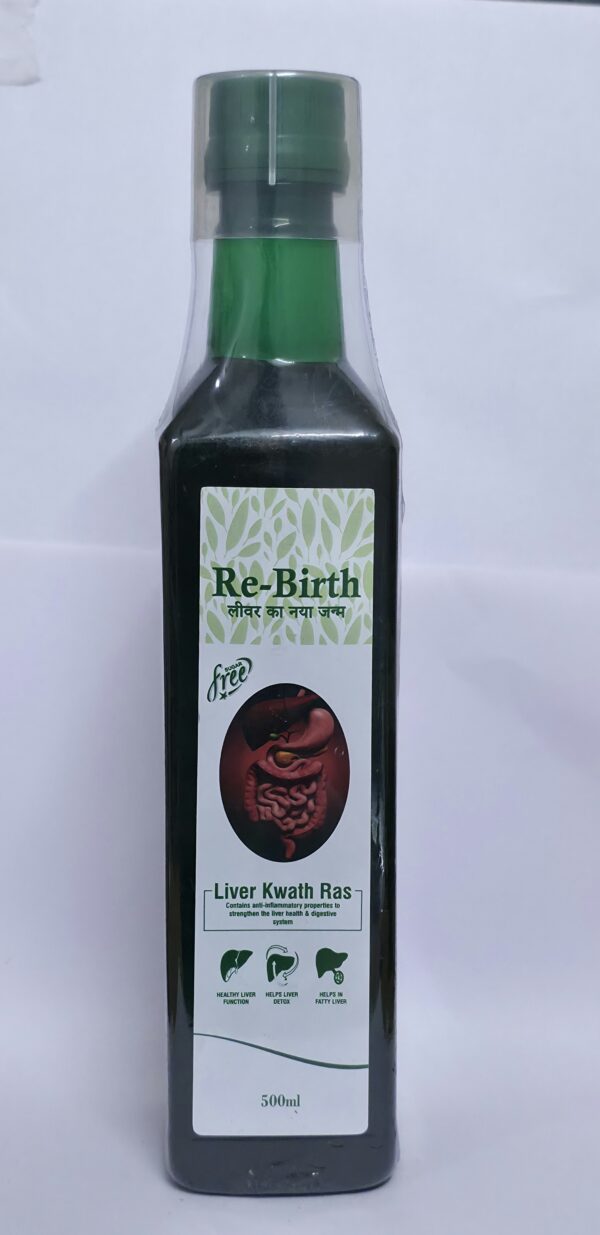 Re-Birth
लीवर का नया जन्म
SUGAR
free
Liver Kwath Ras
Contains anti-inflammatory properties to
strengthen the liver health & digestive
system
HEALTHY LIVER
FUNCTION
HELPS LIVER
DETOX
HELPS IN
FATTY LIVER
500ml